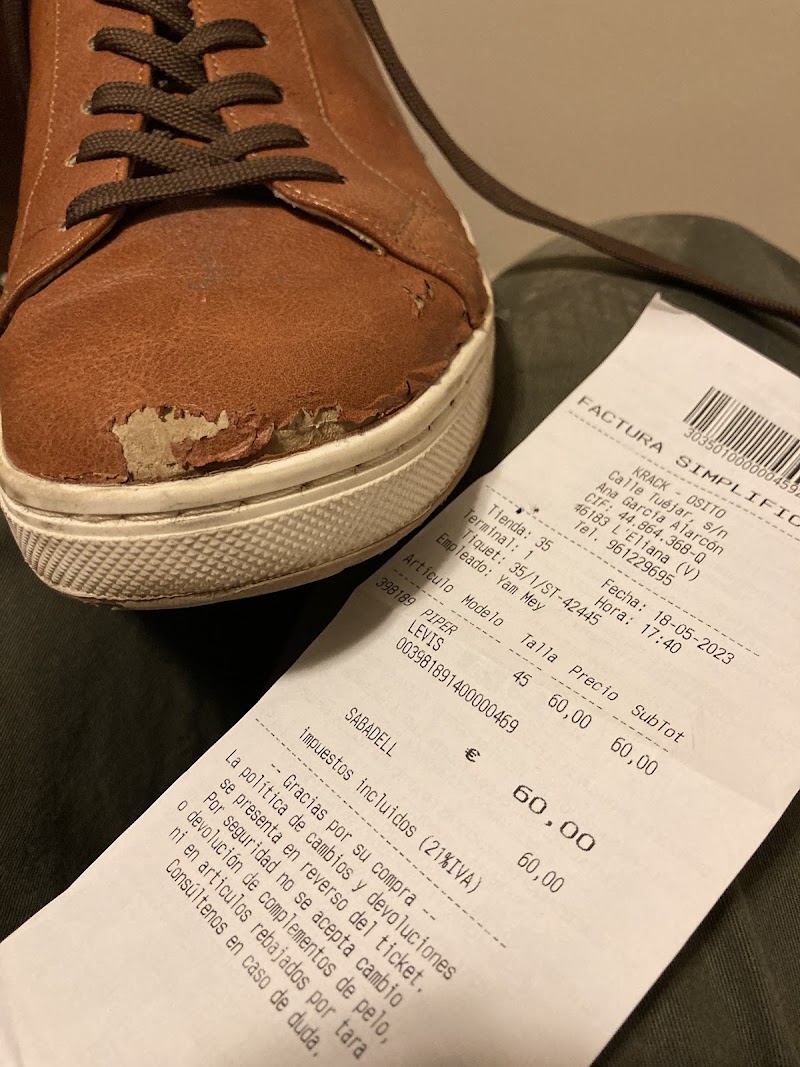 303501000000459
FACTURA SIMPLIFIC
KRACK OSITO
Calle Tuéjar, s/n
Ana García Alarcón
CIF: 44.864.368-Q
46183 L'Eliana (V)
Tel. 961229695
Tienda: 35 Fecha: 18-05-2023
Terminal: 1 Hora: 17:40
Tiquet: 35/1/ST-42445
Empleado: Yam Mey
Artículo Modelo Talla Precio SubTot
398189 PIPER 45 60,00 60,00
LEVIS
00398189140000469
€ 60,00
SABADELL 60,00
impuestos incluidos (21%IVA)
-- Gracias por su compra --
La política de cambios y devoluciones
se presenta en reverso del ticket.
Por seguridad no se acepta cambio
o devolución de complementos de pelo,
ni en artículos rebajados por tara
Consúltenos en caso de duda.